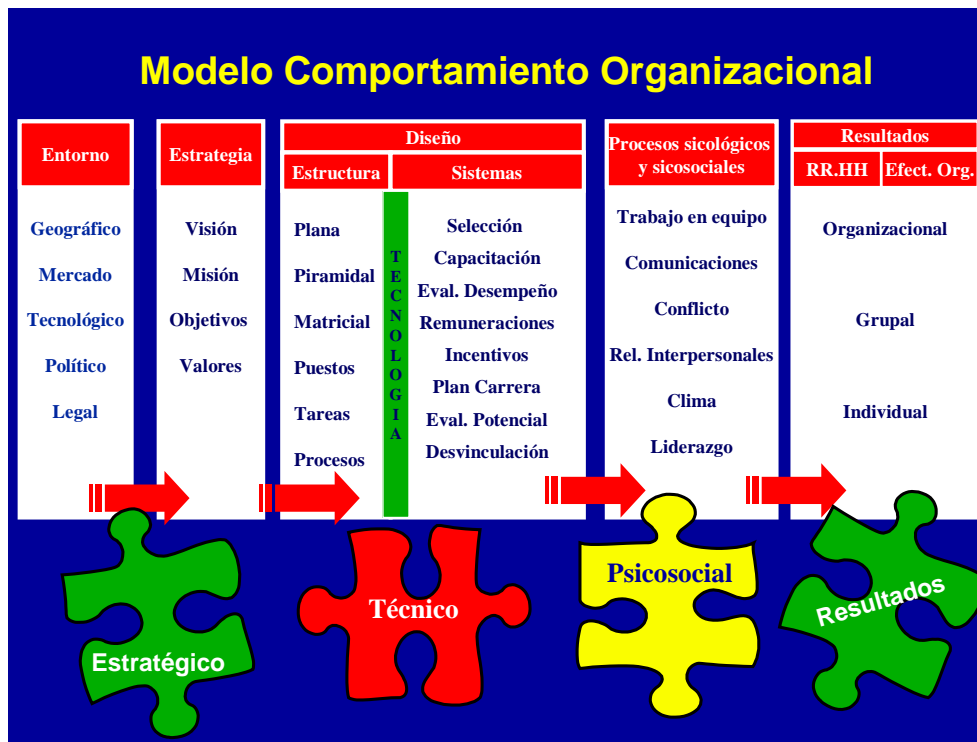 Modelo Comportamiento Organizacional
Entorno
Geográfico
Mercado
Tecnológico
Político
Legal
Estrategia
Visión
Misión
Objetivos
Valores
Diseño
Estructura
Plana
Piramidal
Matricial
Puestos
Tareas
Procesos
TECNOLOGIA
Sistemas
Selección
Capacitación
Eval. Desempeño
Remuneraciones
Incentivos
Plan Carrera
Eval. Potencial
Desvinculación
Procesos sicológicos
y sicosociales
Trabajo en equipo
Comunicaciones
Conflicto
Rel. Interpersonales
Clima
Liderazgo
Resultados
RR.HH
Efect. Org.
Organizacional
Grupal
Individual
Estratégico
Técnico
Psicosocial
Resultados